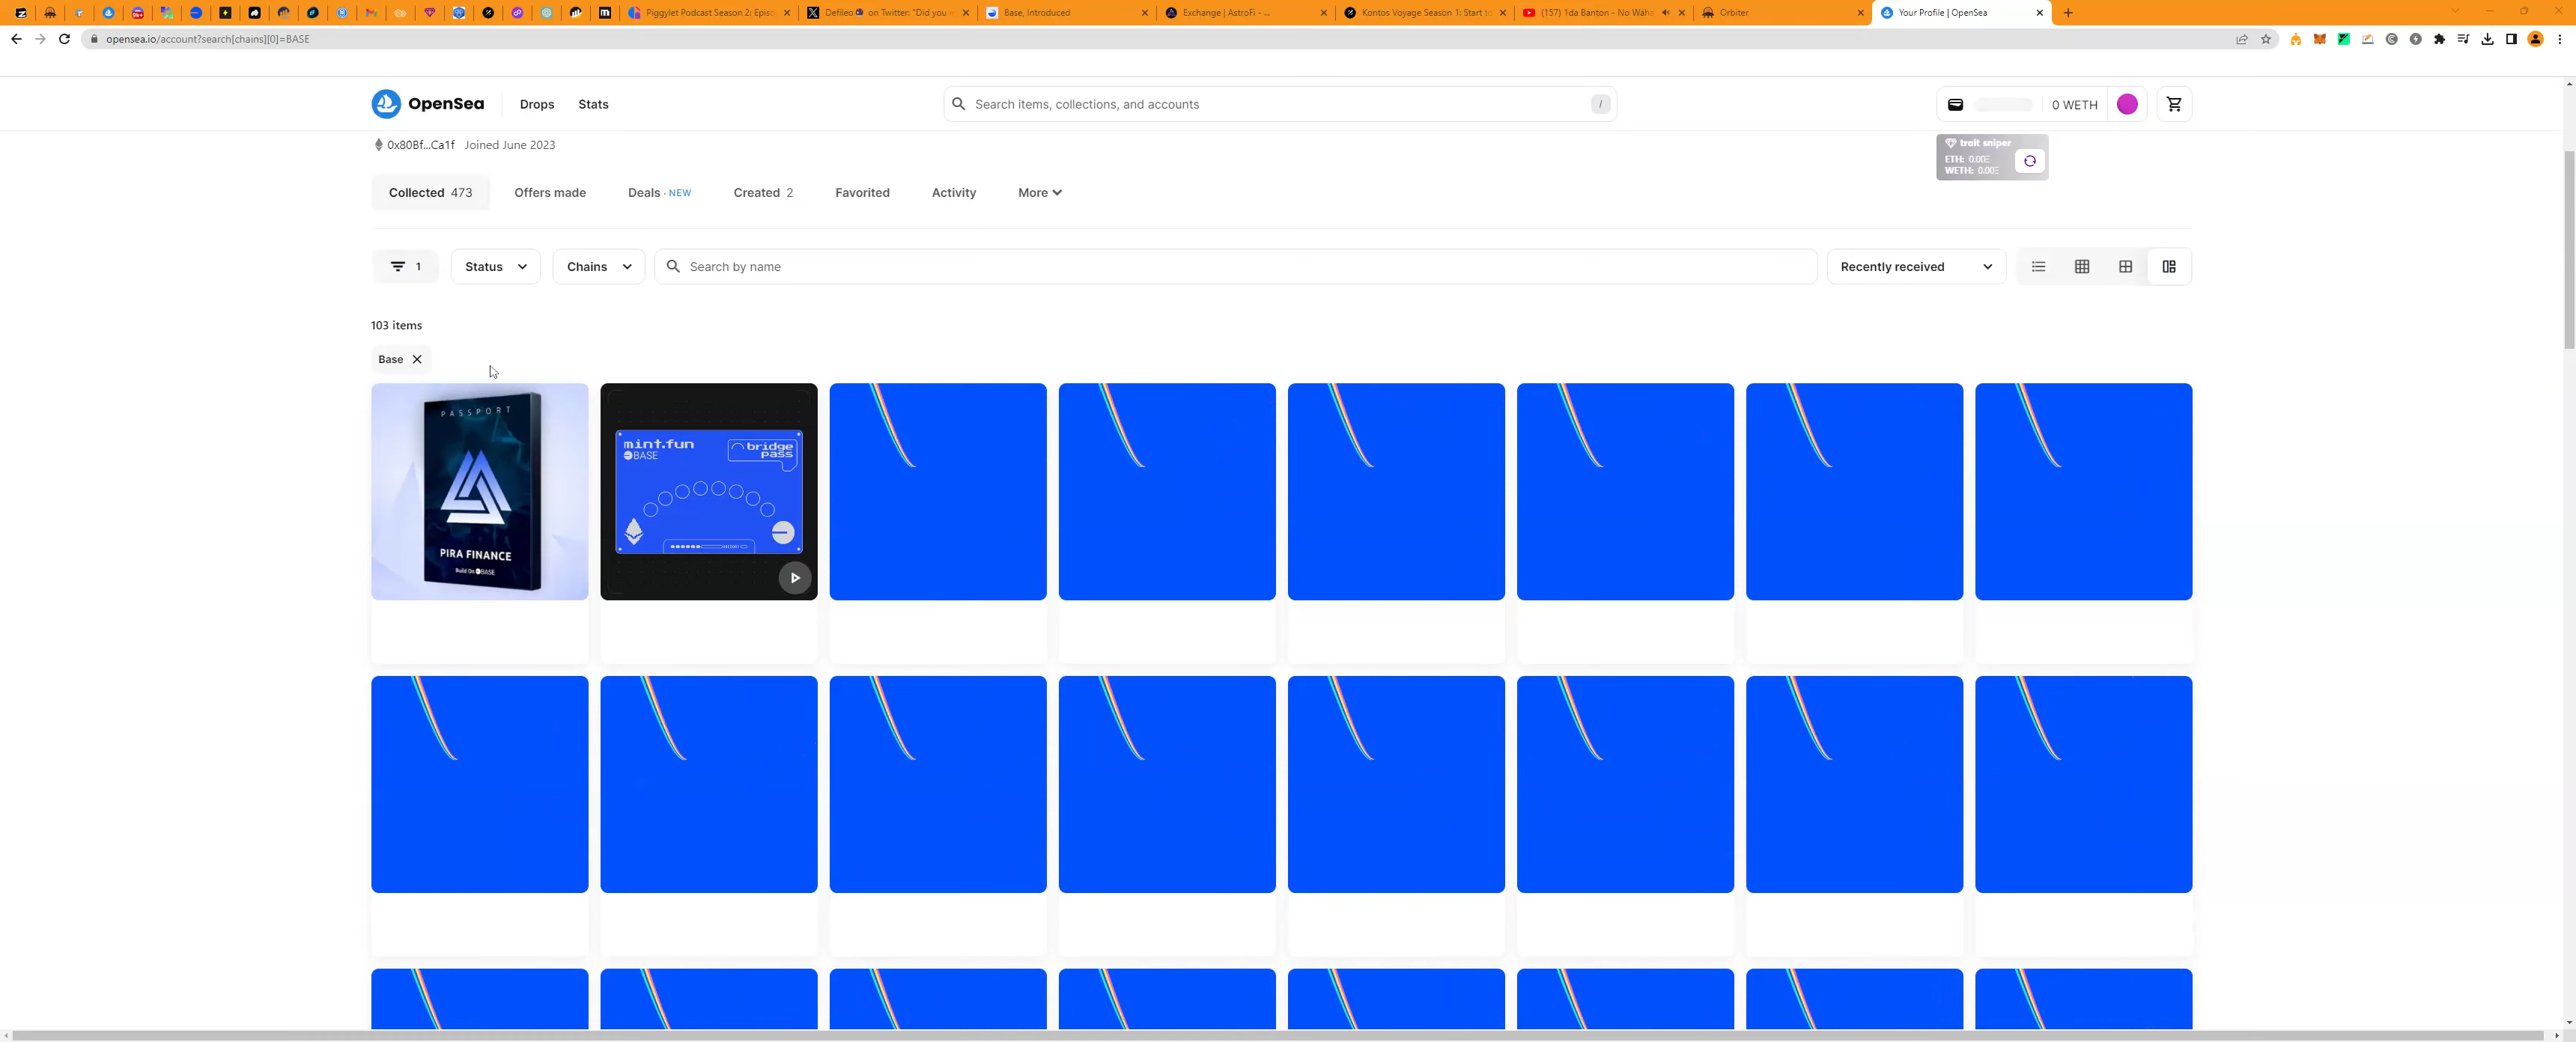 Piggylet Podcast Season 2: Episo
Defileo on Twitter: "Did you
Base, Introduced
Exchange | AstroFi - ...
Kontos Voyage Season 1: Start to
(157) 1da Banton - No Waha
Orbiter
Your Profile | OpenSea
opensea.io/account?search[chains][0]=BASE
OpenSea
Drops
Stats
Search items, collections, and accounts
/
0 WETH
0x80Bf...Ca1f Joined June 2023
trait sniper
ETH: 0.00Ξ
WETH: 0.00Ξ
Collected 473
Offers made
Deals · NEW
Created 2
Favorited
Activity
More
1
Status
Chains
Search by name
Recently received
103 items
Base
PASSPORT
PIRA FINANCE
Build On BASE
mint.fun
BASE
bridge
pass